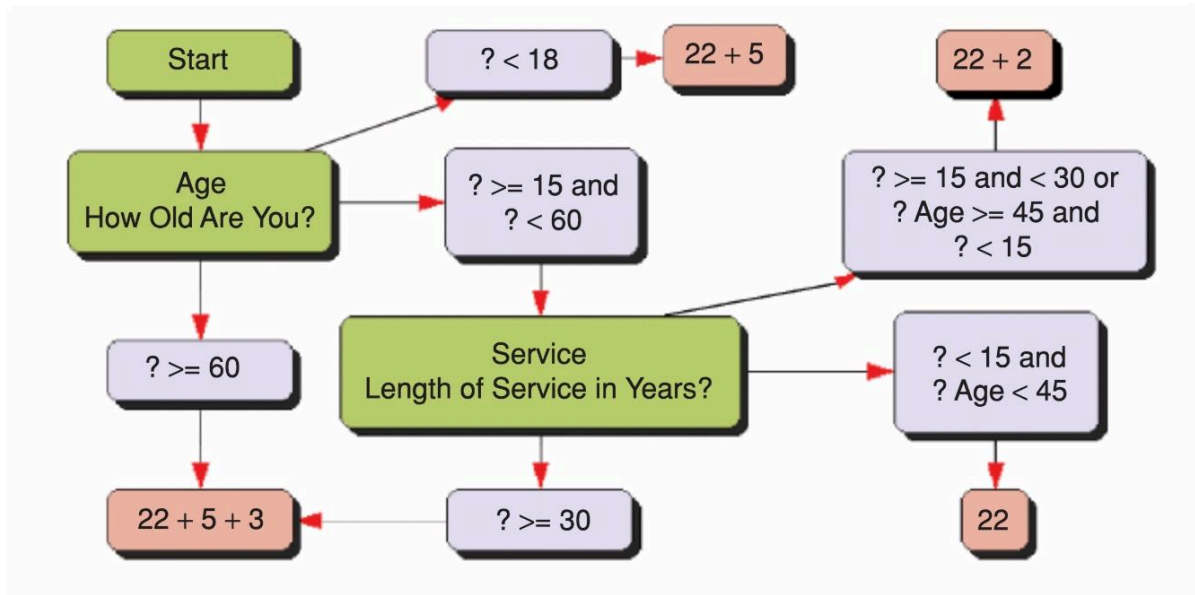 Start
? < 18
22 + 5
22 + 2
Age
How Old Are You?
? >= 15 and
? < 60
? >= 15 and < 30 or
? Age >= 45 and
? < 15
? >= 60
Service
Length of Service in Years?
? < 15 and
? Age < 45
22 + 5 + 3
? >= 30
22